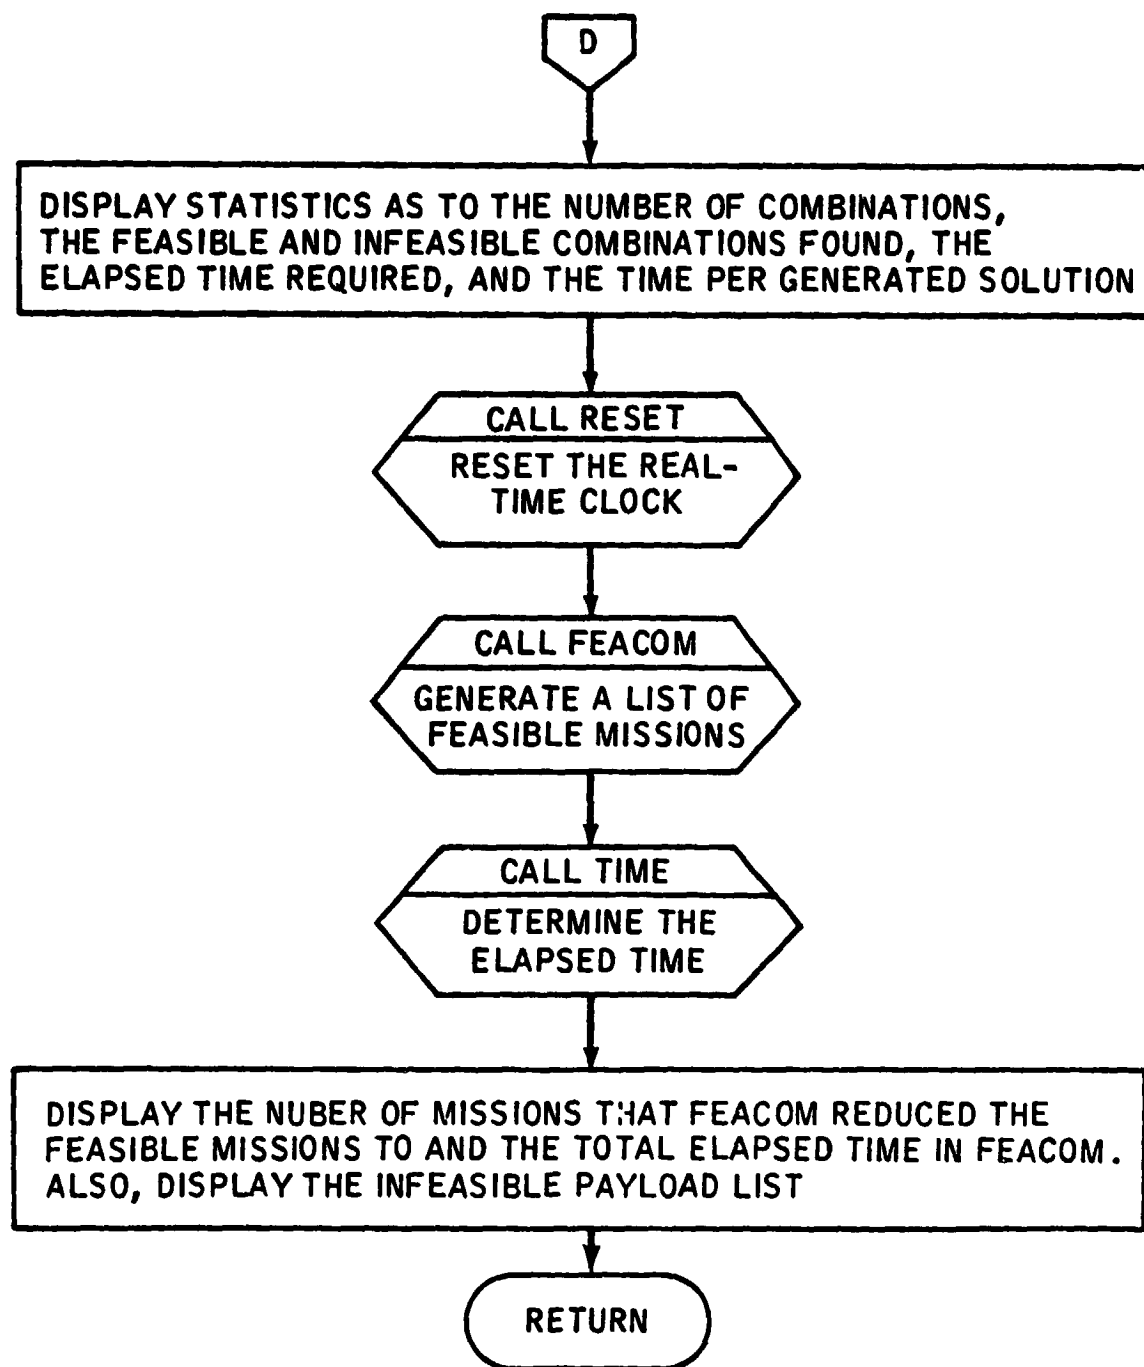 D
DISPLAY STATISTICS AS TO THE NUMBER OF COMBINATIONS,
THE FEASIBLE AND INFEASIBLE COMBINATIONS FOUND, THE
ELAPSED TIME REQUIRED, AND THE TIME PER GENERATED SOLUTION
CALL RESET
RESET THE REAL-
TIME CLOCK
CALL FEACOM
GENERATE A LIST OF
FEASIBLE MISSIONS
CALL TIME
DETERMINE THE
ELAPSED TIME
DISPLAY THE NUBER OF MISSIONS THAT FEACOM REDUCED THE
FEASIBLE MISSIONS TO AND THE TOTAL ELAPSED TIME IN FEACOM.
ALSO, DISPLAY THE INFEASIBLE PAYLOAD LIST
RETURN